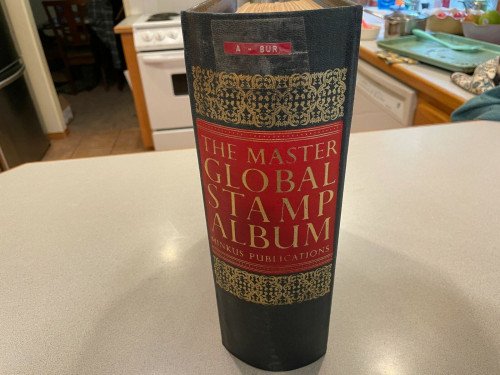 A - BUR
THE MASTER
GLOBAL
STAMP
ALBUM
MINKUS PUBLICATIONS